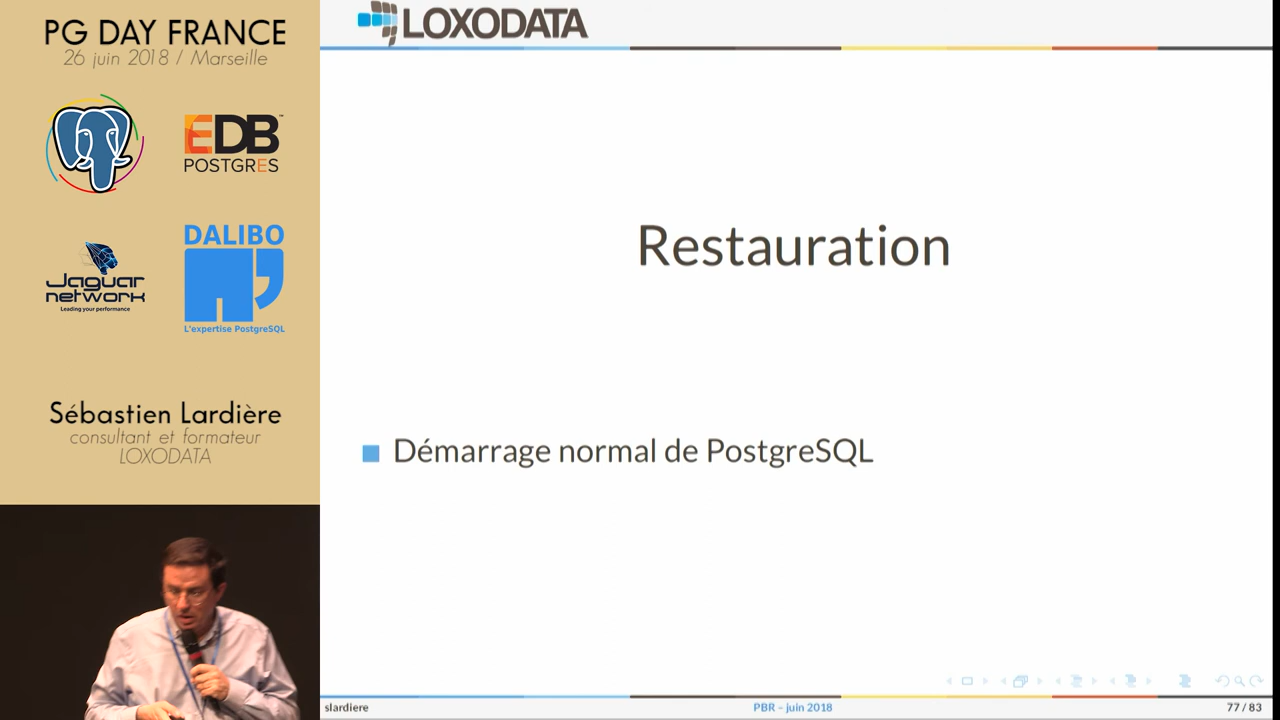 PG DAY FRANCE
26 juin 2018 / Marseille
EDB™
POSTGRES
Jaguar
network
Leading your performance
DALIBO
L'expertise PostgreSQL
Sébastien Lardière
consultant et formateur
LOXODATA
LOXODATA
Restauration
Démarrage normal de PostgreSQL
slardiere
PBR – juin 2018
77 / 83